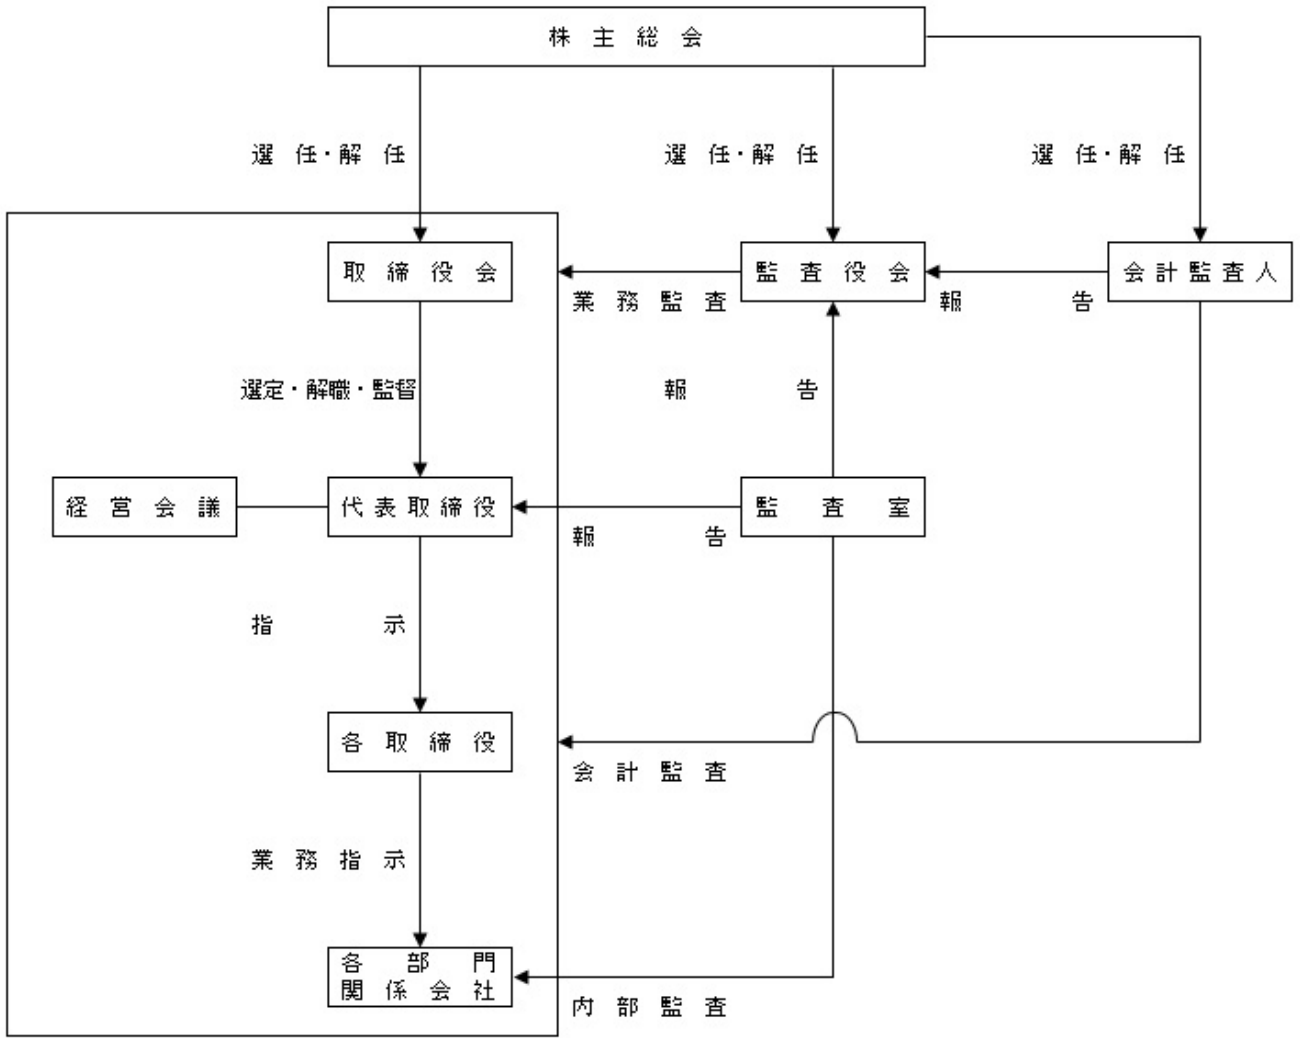 株主総会
選任・解任
選任・解任
選任・解任
取締役会
監査役会
会計監査人
業務監査
報告
選定・解職・監督
報告
経営会議
代表取締役
監査室
報告
指示
各取締役
会計監査
業務指示
各部門
関係会社
内部監査